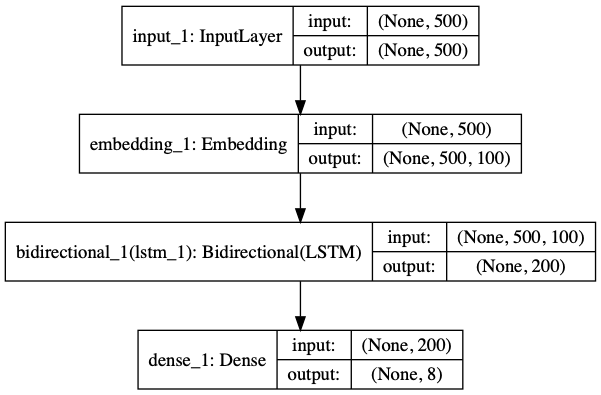 input_1: InputLayer
input: (None, 500)
output: (None, 500)
embedding_1: Embedding
input: (None, 500)
output: (None, 500, 100)
bidirectional_1(lstm_1): Bidirectional(LSTM)
input: (None, 500, 100)
output: (None, 200)
dense_1: Dense
input: (None, 200)
output: (None, 8)